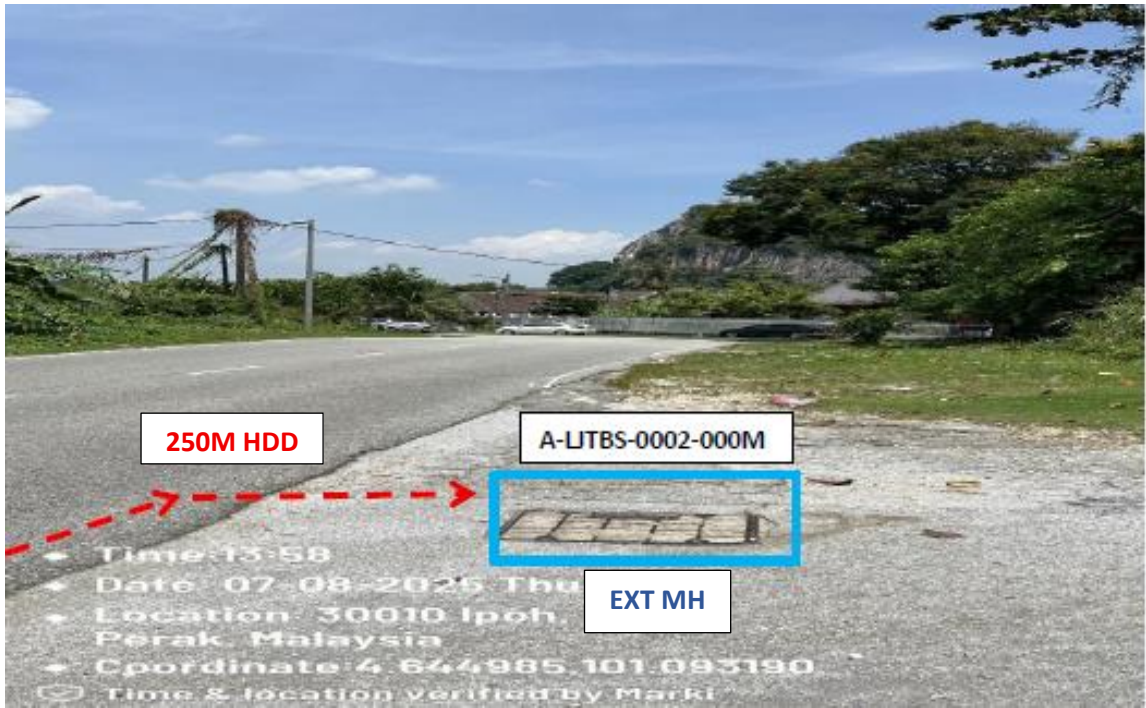 250M HDD
A-LJTBS-0002-000M
EXT MH
Time:13:58
Date: 07-08-2025 Thu
Location: 30010 Ipoh,
Perak, Malaysia
Coordinate:4.644985,101.093190
Time & location verified by Marki